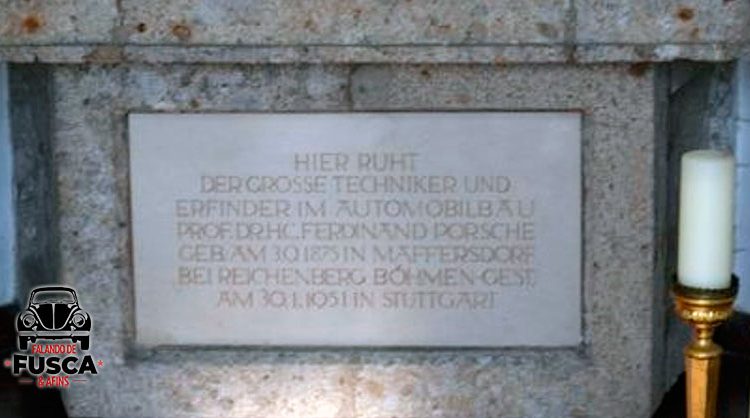 HIER RUHT
DER GROSSE TECHNIKER UND
ERFINDER IM AUTOMOBILBAU
PROF. DR. H.C. FERDINAND PORSCHE
GEB. AM 3.9.1875 IN MAFFERSDORF
BEI REICHENBERG BÖHMEN GEST.
AM 30.1.1951 IN STUTTGART
FALANDO DE
FUSCA
& AFINS